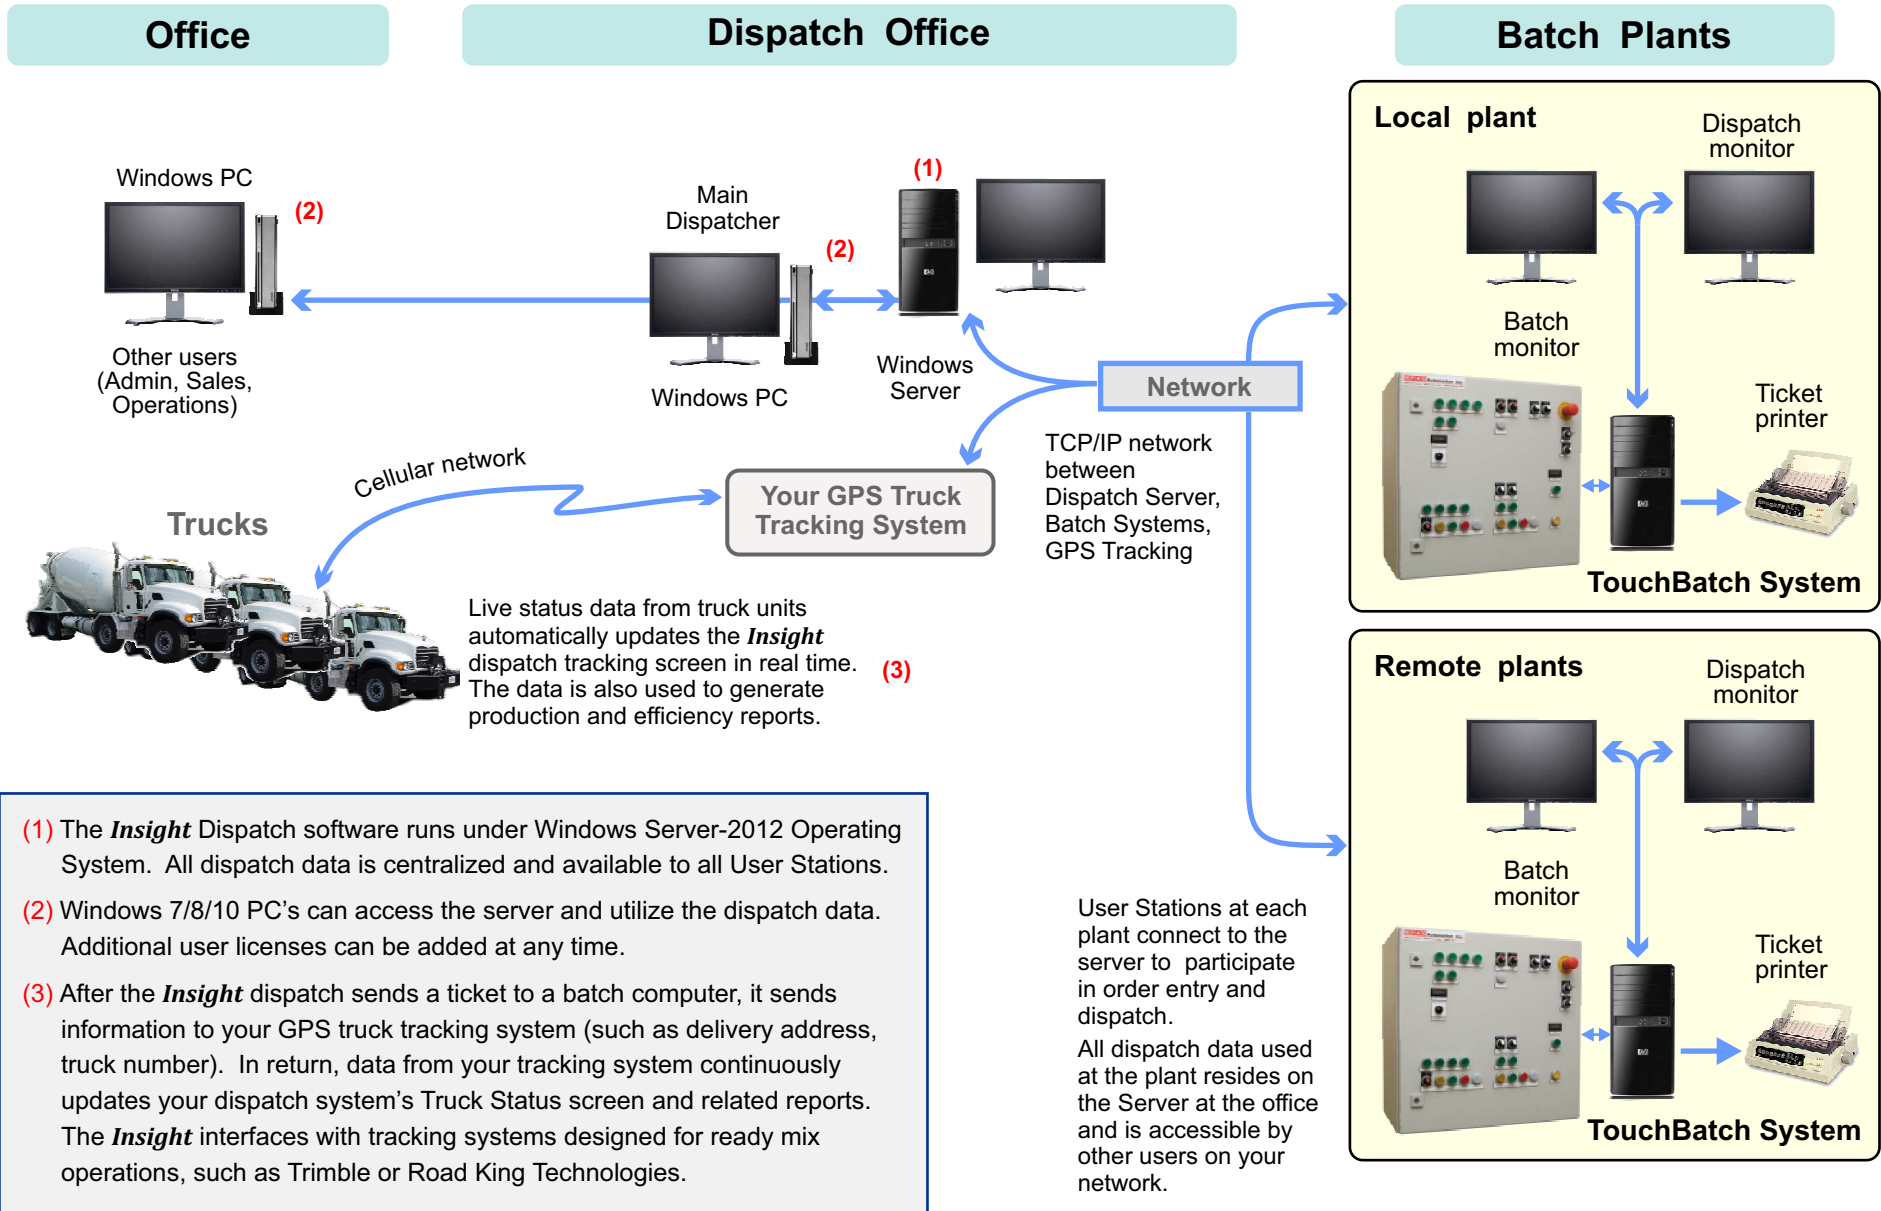 Office
Dispatch Office
Batch Plants
Windows PC
(2)
Other users
(Admin, Sales,
Operations)
Main
Dispatcher
(2)
Windows PC
(1)
Windows
Server
Network
TCP/IP network
between
Dispatch Server,
Batch Systems,
GPS Tracking
Cellular network
Your GPS Truck
Tracking System
Trucks
Live status data from truck units
automatically updates the Insight
dispatch tracking screen in real time.
The data is also used to generate
production and efficiency reports.
(3)
Local plant
Dispatch
monitor
Batch
monitor
Ticket
printer
TouchBatch System
Remote plants
Dispatch
monitor
Batch
monitor
Ticket
printer
TouchBatch System
(1) The Insight Dispatch software runs under Windows Server-2012 Operating
System. All dispatch data is centralized and available to all User Stations.
(2) Windows 7/8/10 PC's can access the server and utilize the dispatch data.
Additional user licenses can be added at any time.
(3) After the Insight dispatch sends a ticket to a batch computer, it sends
information to your GPS truck tracking system (such as delivery address,
truck number). In return, data from your tracking system continuously
updates your dispatch system's Truck Status screen and related reports.
The Insight interfaces with tracking systems designed for ready mix
operations, such as Trimble or Road King Technologies.
User Stations at each
plant connect to the
server to participate
in order entry and
dispatch.
All dispatch data used
at the plant resides on
the Server at the office
and is accessible by
other users on your
network.